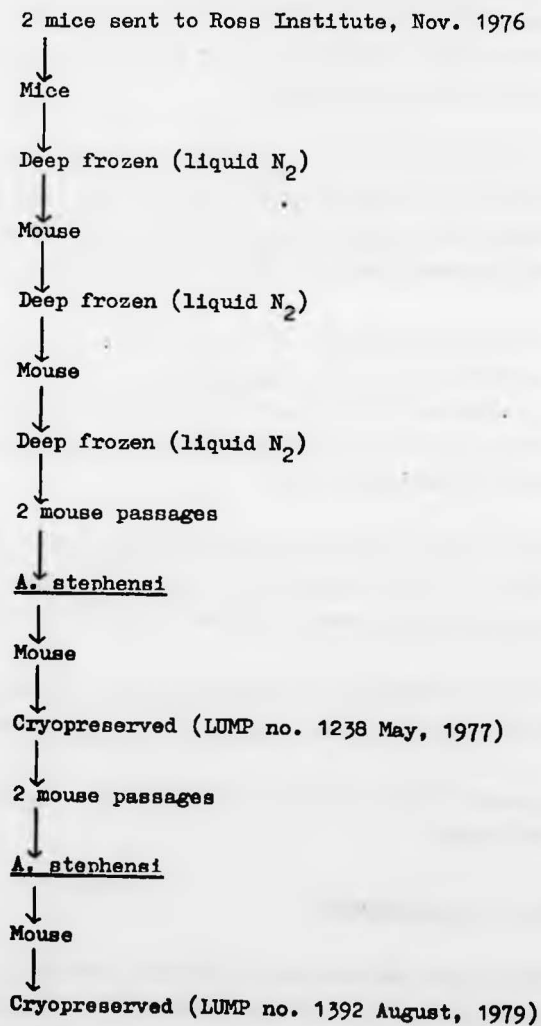 2 mice sent to Ross Institute, Nov. 1976
Mice
Deep frozen (liquid N2)
Mouse
Deep frozen (liquid N2)
Mouse
Deep frozen (liquid N2)
2 mouse passages
A. stephensi
Mouse
Cryopreserved (LUMP no. 1238 May, 1977)
2 mouse passages
A. stephensi
Mouse
Cryopreserved (LUMP no. 1392 August, 1979)